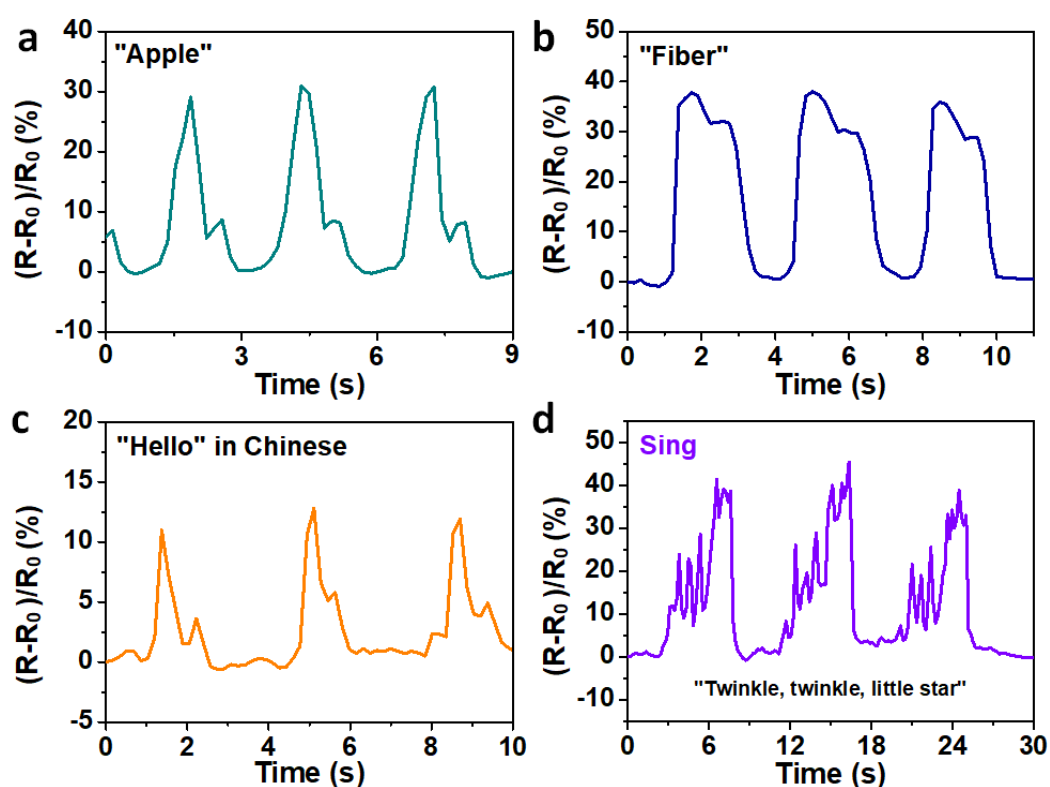 a
"Apple"
(R-R₀)/R₀ (%)
40
30
20
10
0
-10
0 3 6 9
Time (s)
b
"Fiber"
(R-R₀)/R₀ (%)
50
40
30
20
10
0
-10
0 2 4 6 8 10
Time (s)
c
"Hello" in Chinese
(R-R₀)/R₀ (%)
20
15
10
5
0
-5
0 2 4 6 8 10
Time (s)
d
Sing
(R-R₀)/R₀ (%)
50
40
30
20
10
0
-10
"Twinkle, twinkle, little star"
0 6 12 18 24 30
Time (s)